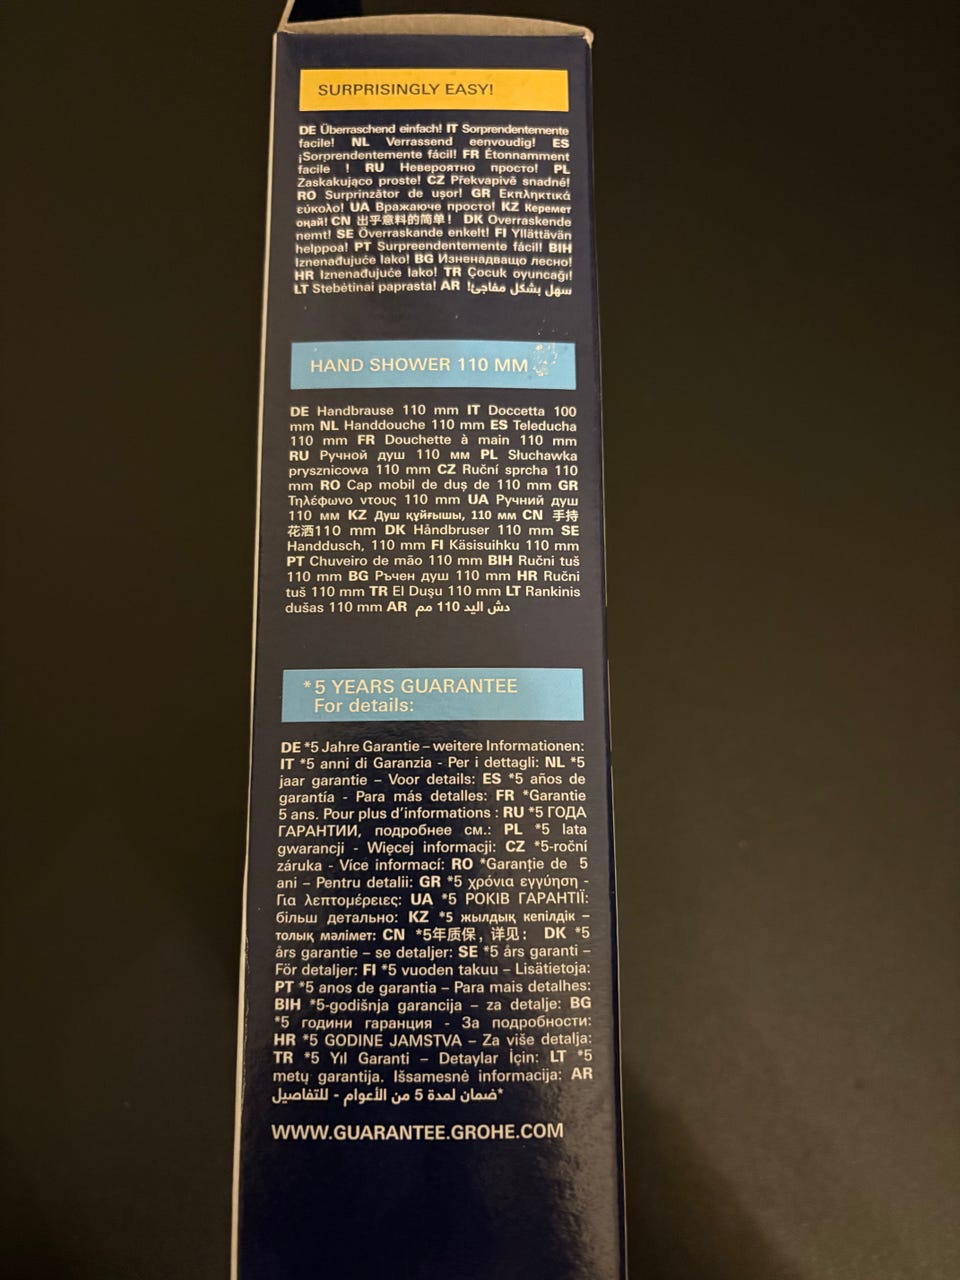 SURPRISINGLY EASY!
DE Überraschend einfach! IT Sorprendentemente
facile! NL Verrassend eenvoudig! ES
¡Sorprendentemente fácil! FR Étonnamment
facile ! RU Невероятно просто! PL
Zaskakująco proste! CZ Překvapivě snadné!
RO Surprinzător de uşor! GR Εκπληκτικά
εύκολο! UA Вражаюче просто! KZ Керемет
оңай! CN 出乎意料的简单! DK Overraskende
nemt! SE Överraskande enkelt! FI Yllättävän
helppoa! PT Surpreendentemente fácil! BIH
Iznenađujuće lako! BG Изненадващо лесно!
HR Iznenađujuće lako! TR Çocuk oyuncağı!
LT Stebėtinai paprasta! AR سهل بشكل مفاجئ!
HAND SHOWER 110 MM
DE Handbrause 110 mm IT Doccetta 100
mm NL Handdouche 110 mm ES Teleducha
110 mm FR Douchette à main 110 mm
RU Ручной душ 110 мм PL Słuchawka
prysznicowa 110 mm CZ Ruční sprcha 110
mm RO Cap mobil de duş de 110 mm GR
Τηλέφωνο ντους 110 mm UA Ручний душ
110 мм KZ Душ құйғышы, 110 мм CN 手持
花洒110 mm DK Håndbruser 110 mm SE
Handdusch, 110 mm FI Käsisuihku 110 mm
PT Chuveiro de mão 110 mm BIH Ručni tuš
110 mm BG Ръчен душ 110 mm HR Ručni
tuš 110 mm TR El Duşu 110 mm LT Rankinis
dušas 110 mm AR دش اليد 110 مم
*5 YEARS GUARANTEE
For details:
DE *5 Jahre Garantie – weitere Informationen:
IT *5 anni di Garanzia - Per i dettagli: NL *5
jaar garantie – Voor details: ES *5 años de
garantía - Para más detalles: FR *Garantie
5 ans. Pour plus d'informations : RU *5 ГОДА
ГАРАНТИИ, подробнее см.: PL *5 lata
gwarancji - Więcej informacji: CZ *5-roční
záruka - Více informací: RO *Garanţie de 5
ani – Pentru detalii: GR *5 χρόνια εγγύηση -
Για λεπτομέρειες: UA *5 РОКІВ ГАРАНТІЇ:
більш детально: KZ *5 жылдық кепілдік –
толық мәлімет: CN *5年质保, 详见: DK *5
års garantie – se detaljer: SE *5 års garanti –
För detaljer: FI *5 vuoden takuu – Lisätietoja:
PT *5 anos de garantia – Para mais detalhes:
BIH *5-godišnja garancija – za detalje: BG
*5 години гаранция - За подробности:
HR *5 GODINE JAMSTVA – Za više detalja:
TR *5 Yıl Garanti – Detaylar İçin: LT *5
metų garantija. Išsamesnė informacija: AR
*ضمان لمدة 5 من الأعوام - للتفاصيل
WWW.GUARANTEE.GROHE.COM